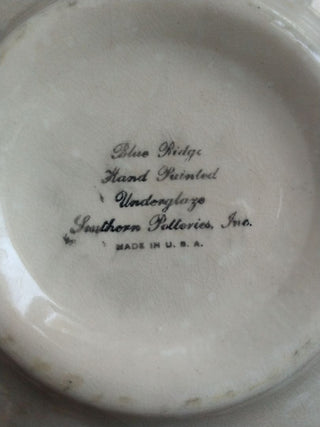 Blue Ridge
Hand Painted
Underglaze
Southern Potteries, Inc.
MADE IN U. S. A.